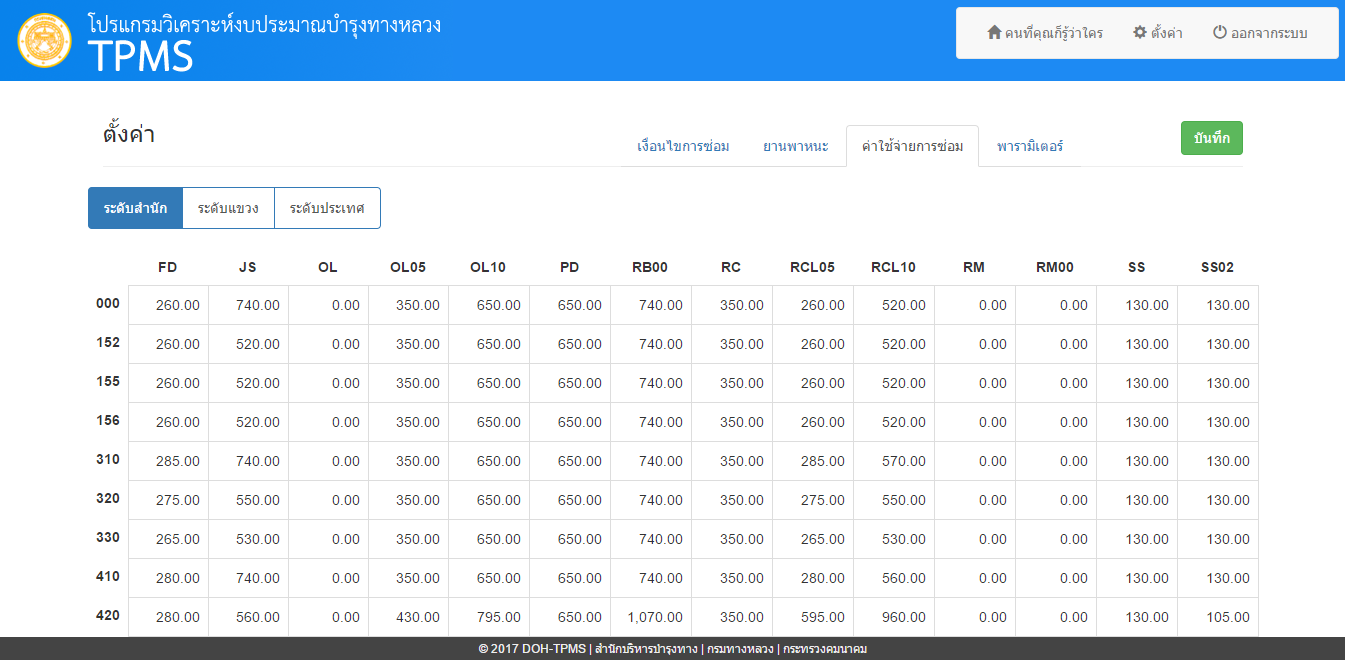 โปรแกรมวิเคราะห์งบประมาณบำรุงทางหลวง
TPMS
คนที่คุณก็รู้ว่าใคร ตั้งค่า ออกจากระบบ
ตั้งค่า
เงื่อนไขการซ่อม ยานพาหนะ ค่าใช้จ่ายการซ่อม พารามิเตอร์ บันทึก
ระดับสำนัก ระดับแขวง ระดับประเทศ
FD JS OL OL05 OL10 PD RB00 RC RCL05 RCL10 RM RM00 SS SS02
000 260.00 740.00 0.00 350.00 650.00 650.00 740.00 350.00 260.00 520.00 0.00 0.00 130.00 130.00
152 260.00 520.00 0.00 350.00 650.00 650.00 740.00 350.00 260.00 520.00 0.00 0.00 130.00 130.00
155 260.00 520.00 0.00 350.00 650.00 650.00 740.00 350.00 260.00 520.00 0.00 0.00 130.00 130.00
156 260.00 520.00 0.00 350.00 650.00 650.00 740.00 350.00 260.00 520.00 0.00 0.00 130.00 130.00
310 285.00 740.00 0.00 350.00 650.00 650.00 740.00 350.00 285.00 570.00 0.00 0.00 130.00 130.00
320 275.00 550.00 0.00 350.00 650.00 650.00 740.00 350.00 275.00 550.00 0.00 0.00 130.00 130.00
330 265.00 530.00 0.00 350.00 650.00 650.00 740.00 350.00 265.00 530.00 0.00 0.00 130.00 130.00
410 280.00 740.00 0.00 350.00 650.00 650.00 740.00 350.00 280.00 560.00 0.00 0.00 130.00 130.00
420 280.00 560.00 0.00 430.00 795.00 650.00 1,070.00 350.00 595.00 960.00 0.00 0.00 130.00 105.00
© 2017 DOH-TPMS | สำนักบริหารบำรุงทาง | กรมทางหลวง | กระทรวงคมนาคม